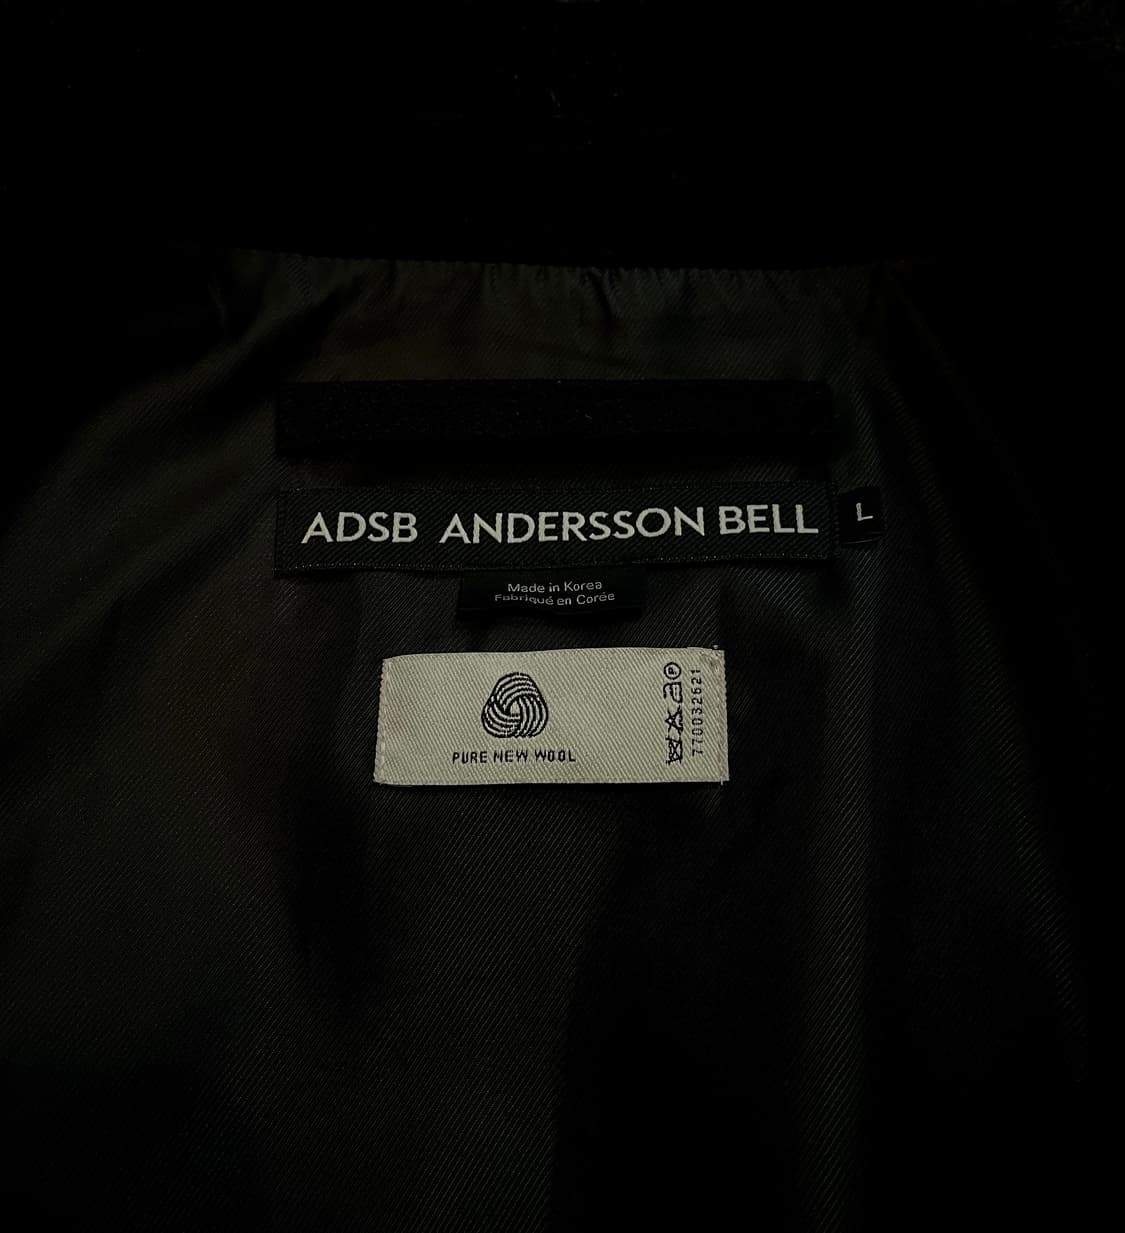 ADSB ANDERSSON BELL
L
Made in Korea
Fabriqué en Corée
PURE NEW WOOL
770032621
P